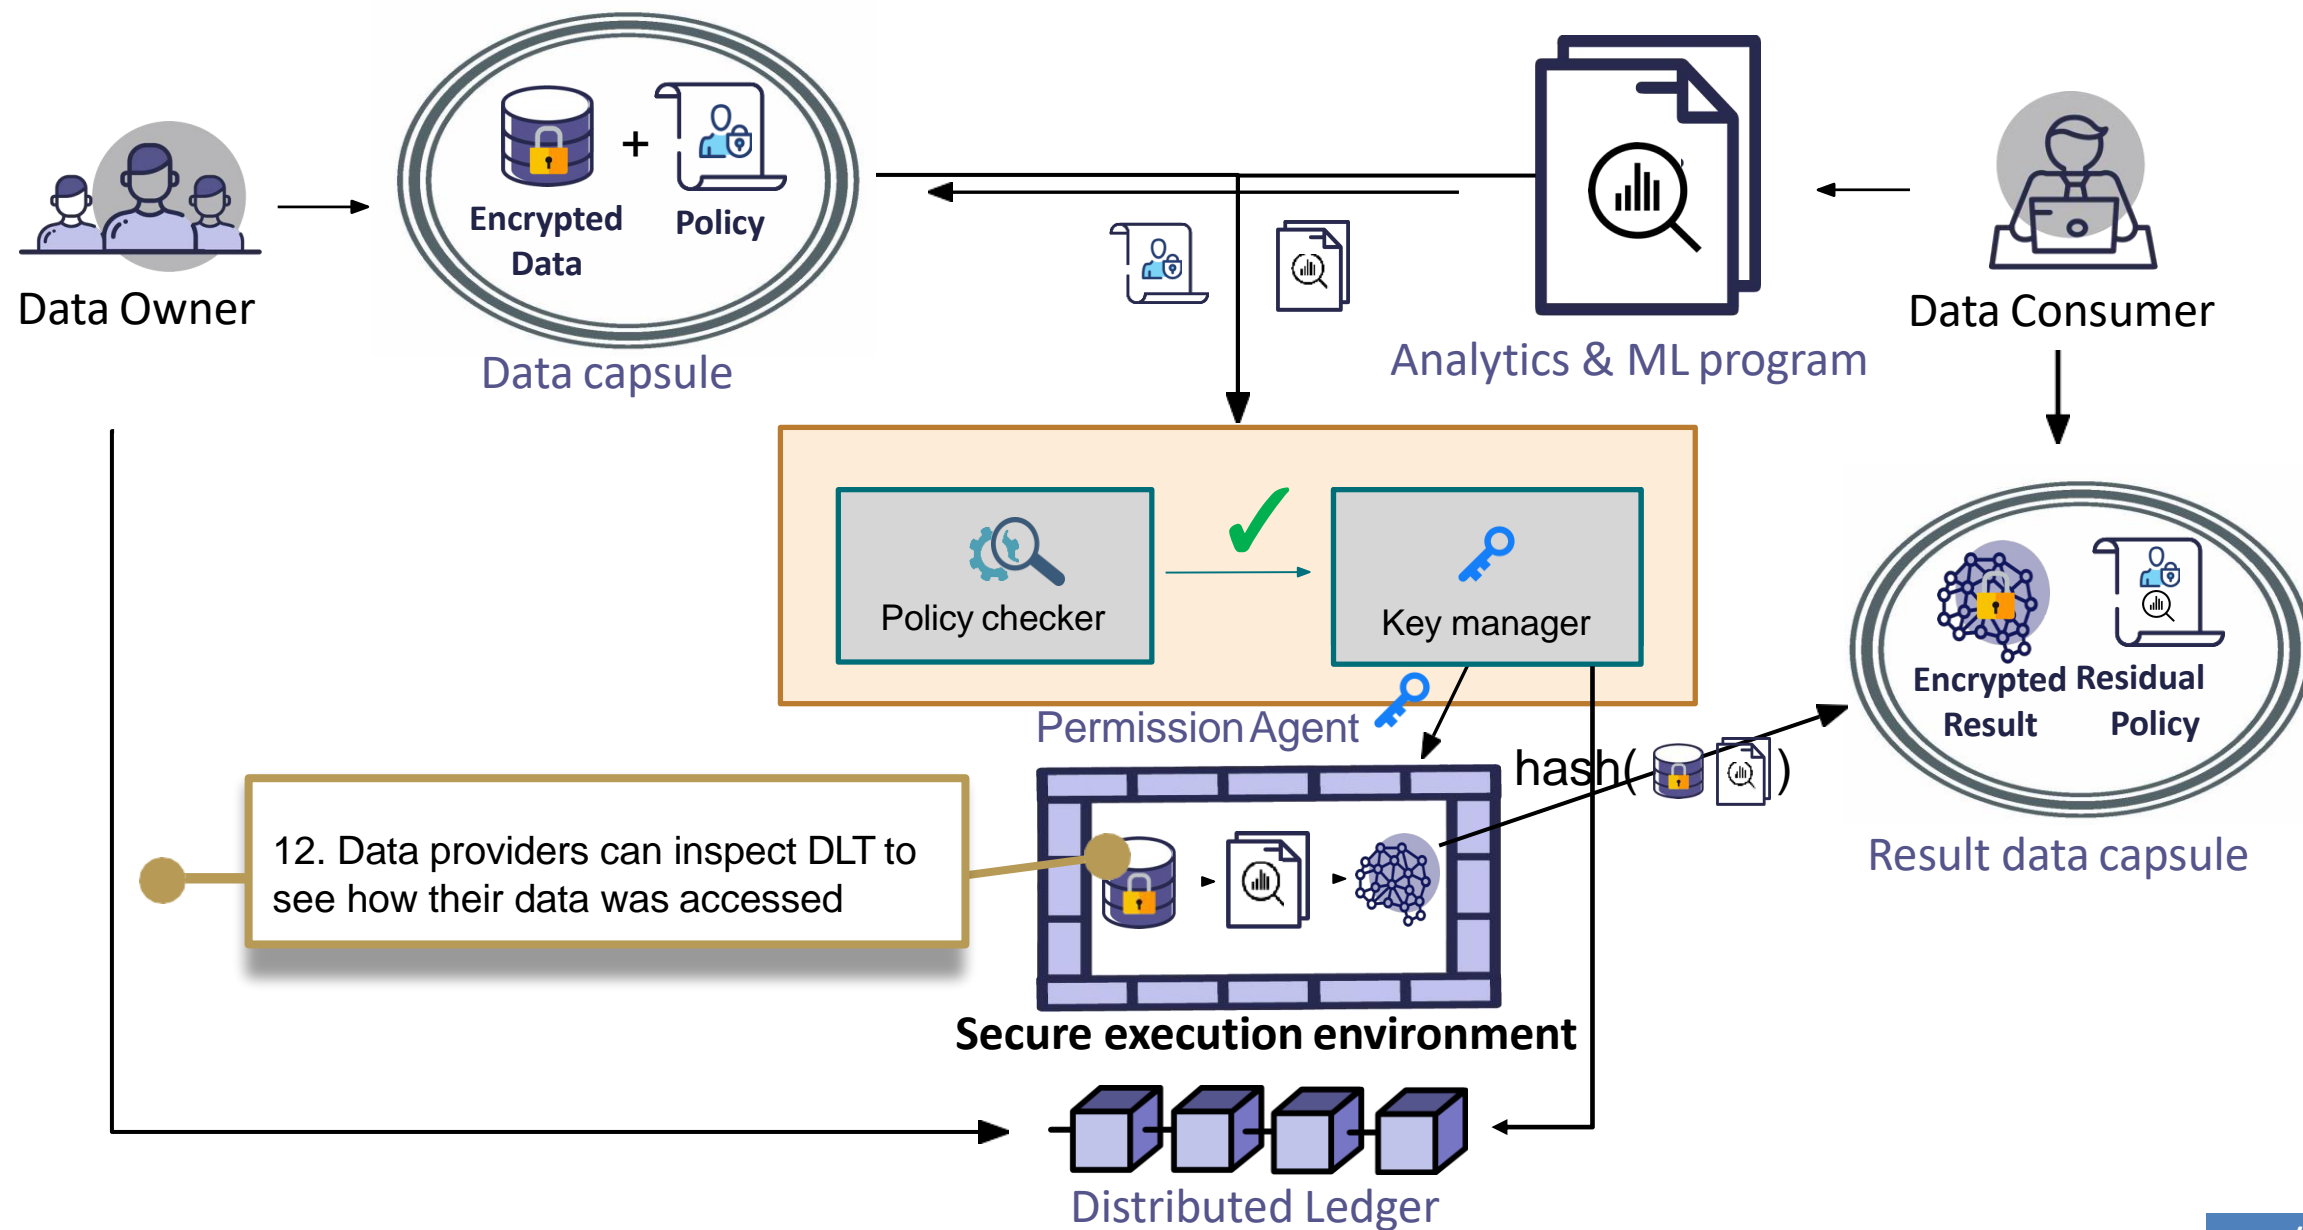 Encrypted
Data
+
Policy
Data Owner
Data capsule
Analytics & ML program
Data Consumer
Policy checker
Key manager
Permission Agent
Encrypted
Result
Residual
Policy
hash(
)
Result data capsule
12. Data providers can inspect DLT to
see how their data was accessed
Secure execution environment
Distributed Ledger